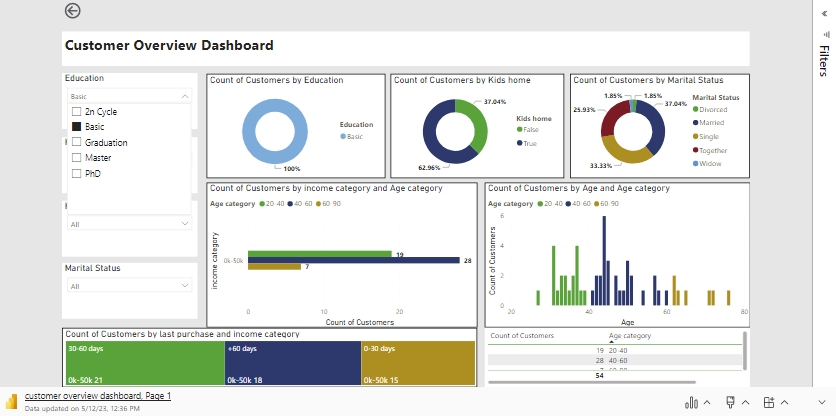 Customer Overview Dashboard
Filters
Education
Basic
2n Cycle
Basic
Graduation
Master
PhD
All
Marital Status
All
Count of Customers by Education
100%
Education
Basic
Count of Customers by Kids home
37.04%
62.96%
Kids home
False
True
Count of Customers by Marital Status
1.85%
1.85%
25.93%
37.04%
33.33%
Marital Status
Divorced
Married
Single
Together
Widow
Count of Customers by income category and Age category
Age category 20-40 40-60 60-90
income category
0k-50k
19
28
7
0 10 20
Count of Customers
Count of Customers by Age and Age category
Age category 20-40 40-60 60-90
Count of Customers
6
4
2
0
20 40 60 80
Age
Count of Customers by last purchase and income category
30-60 days
0k-50k 21
+60 days
0k-50k 18
0-30 days
0k-50k 15
Count of Customers Age category
19 20-40
28 40-60
54
customer overview dashboard, Page 1
Data updated on 5/12/23, 12:36 PM